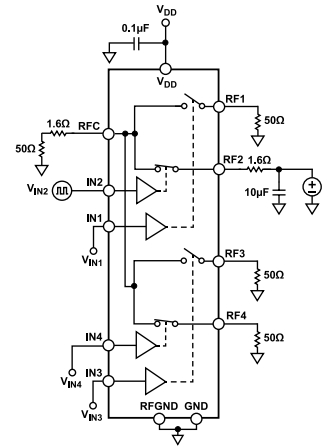 VDD
0.1µF
VDD
RF1
50Ω
1.6Ω
RFC
50Ω
RF2
1.6Ω
10µF
IN2
VIN2
IN1
VIN1
RF3
50Ω
RF4
50Ω
IN4
VIN4
IN3
VIN3
RFGND
GND